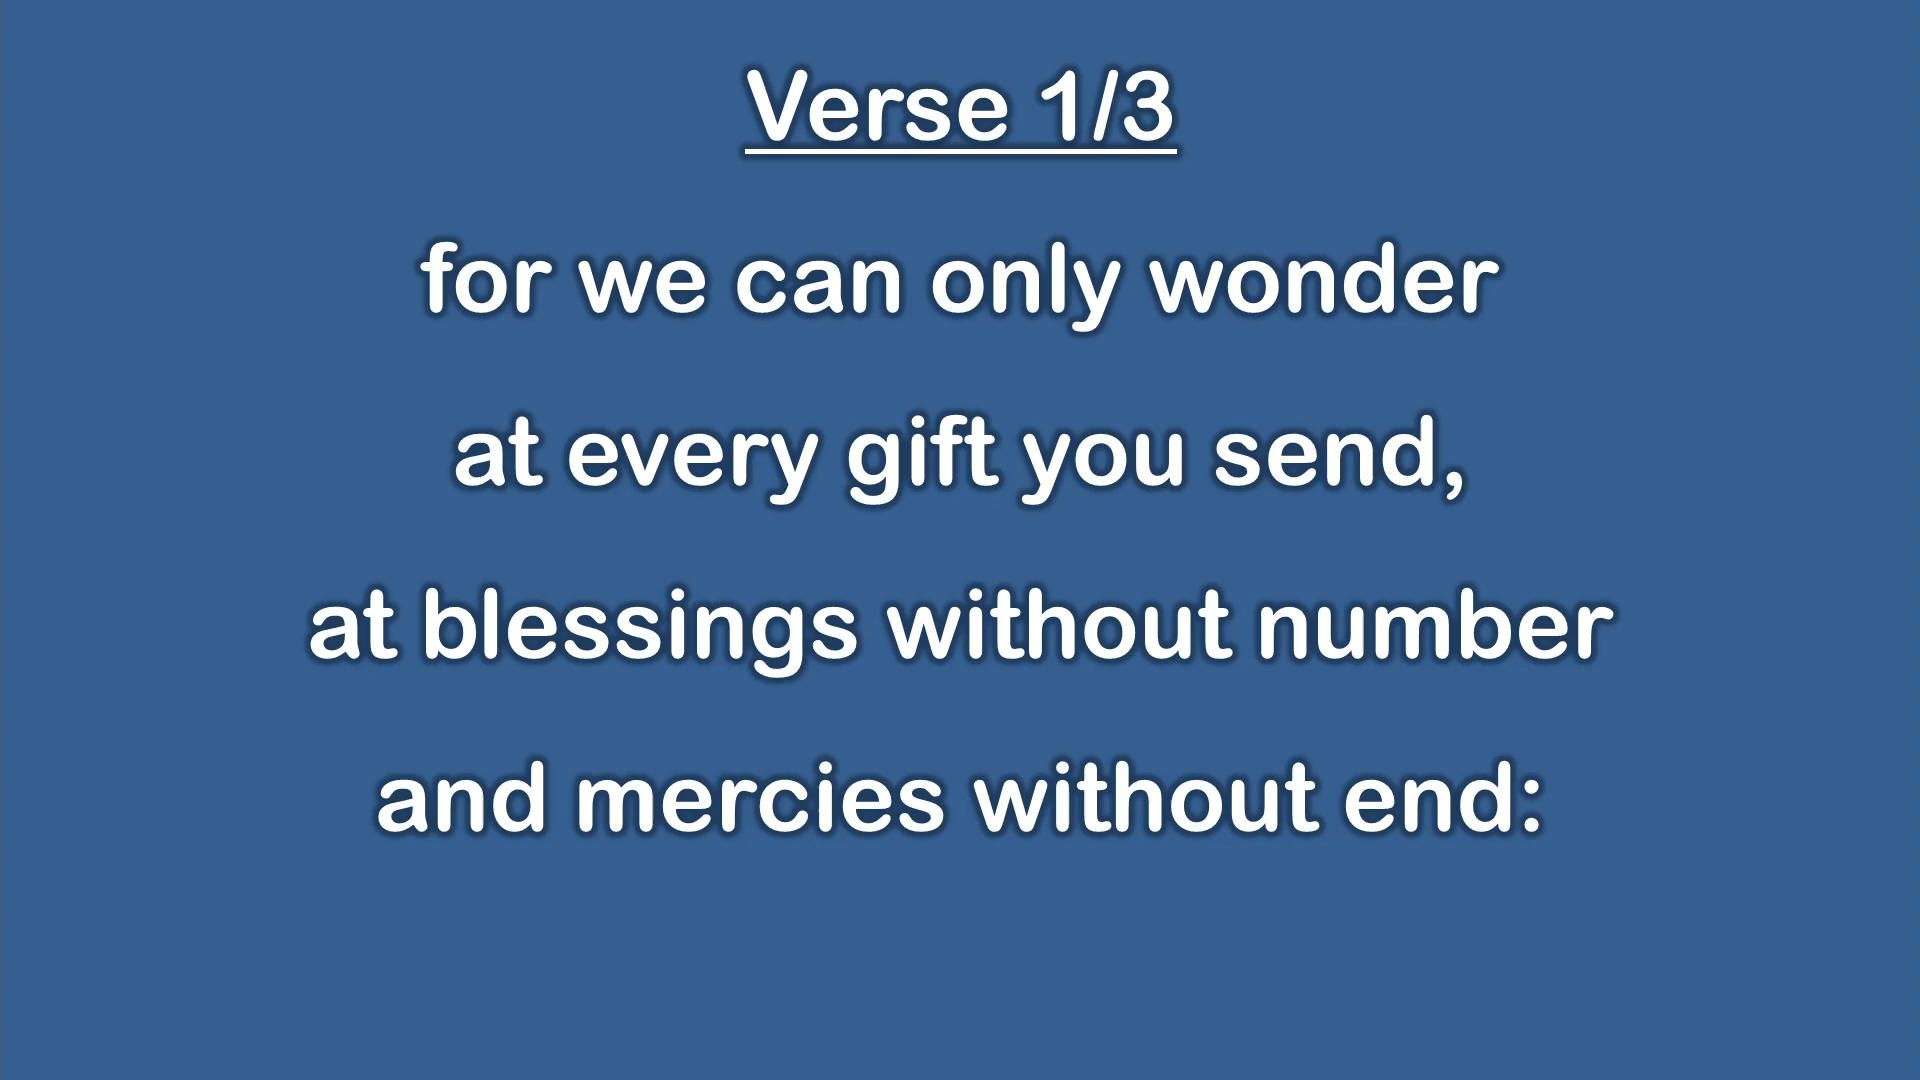 Verse 1/3
for we can only wonder
at every gift you send,
at blessings without number
and mercies without end: